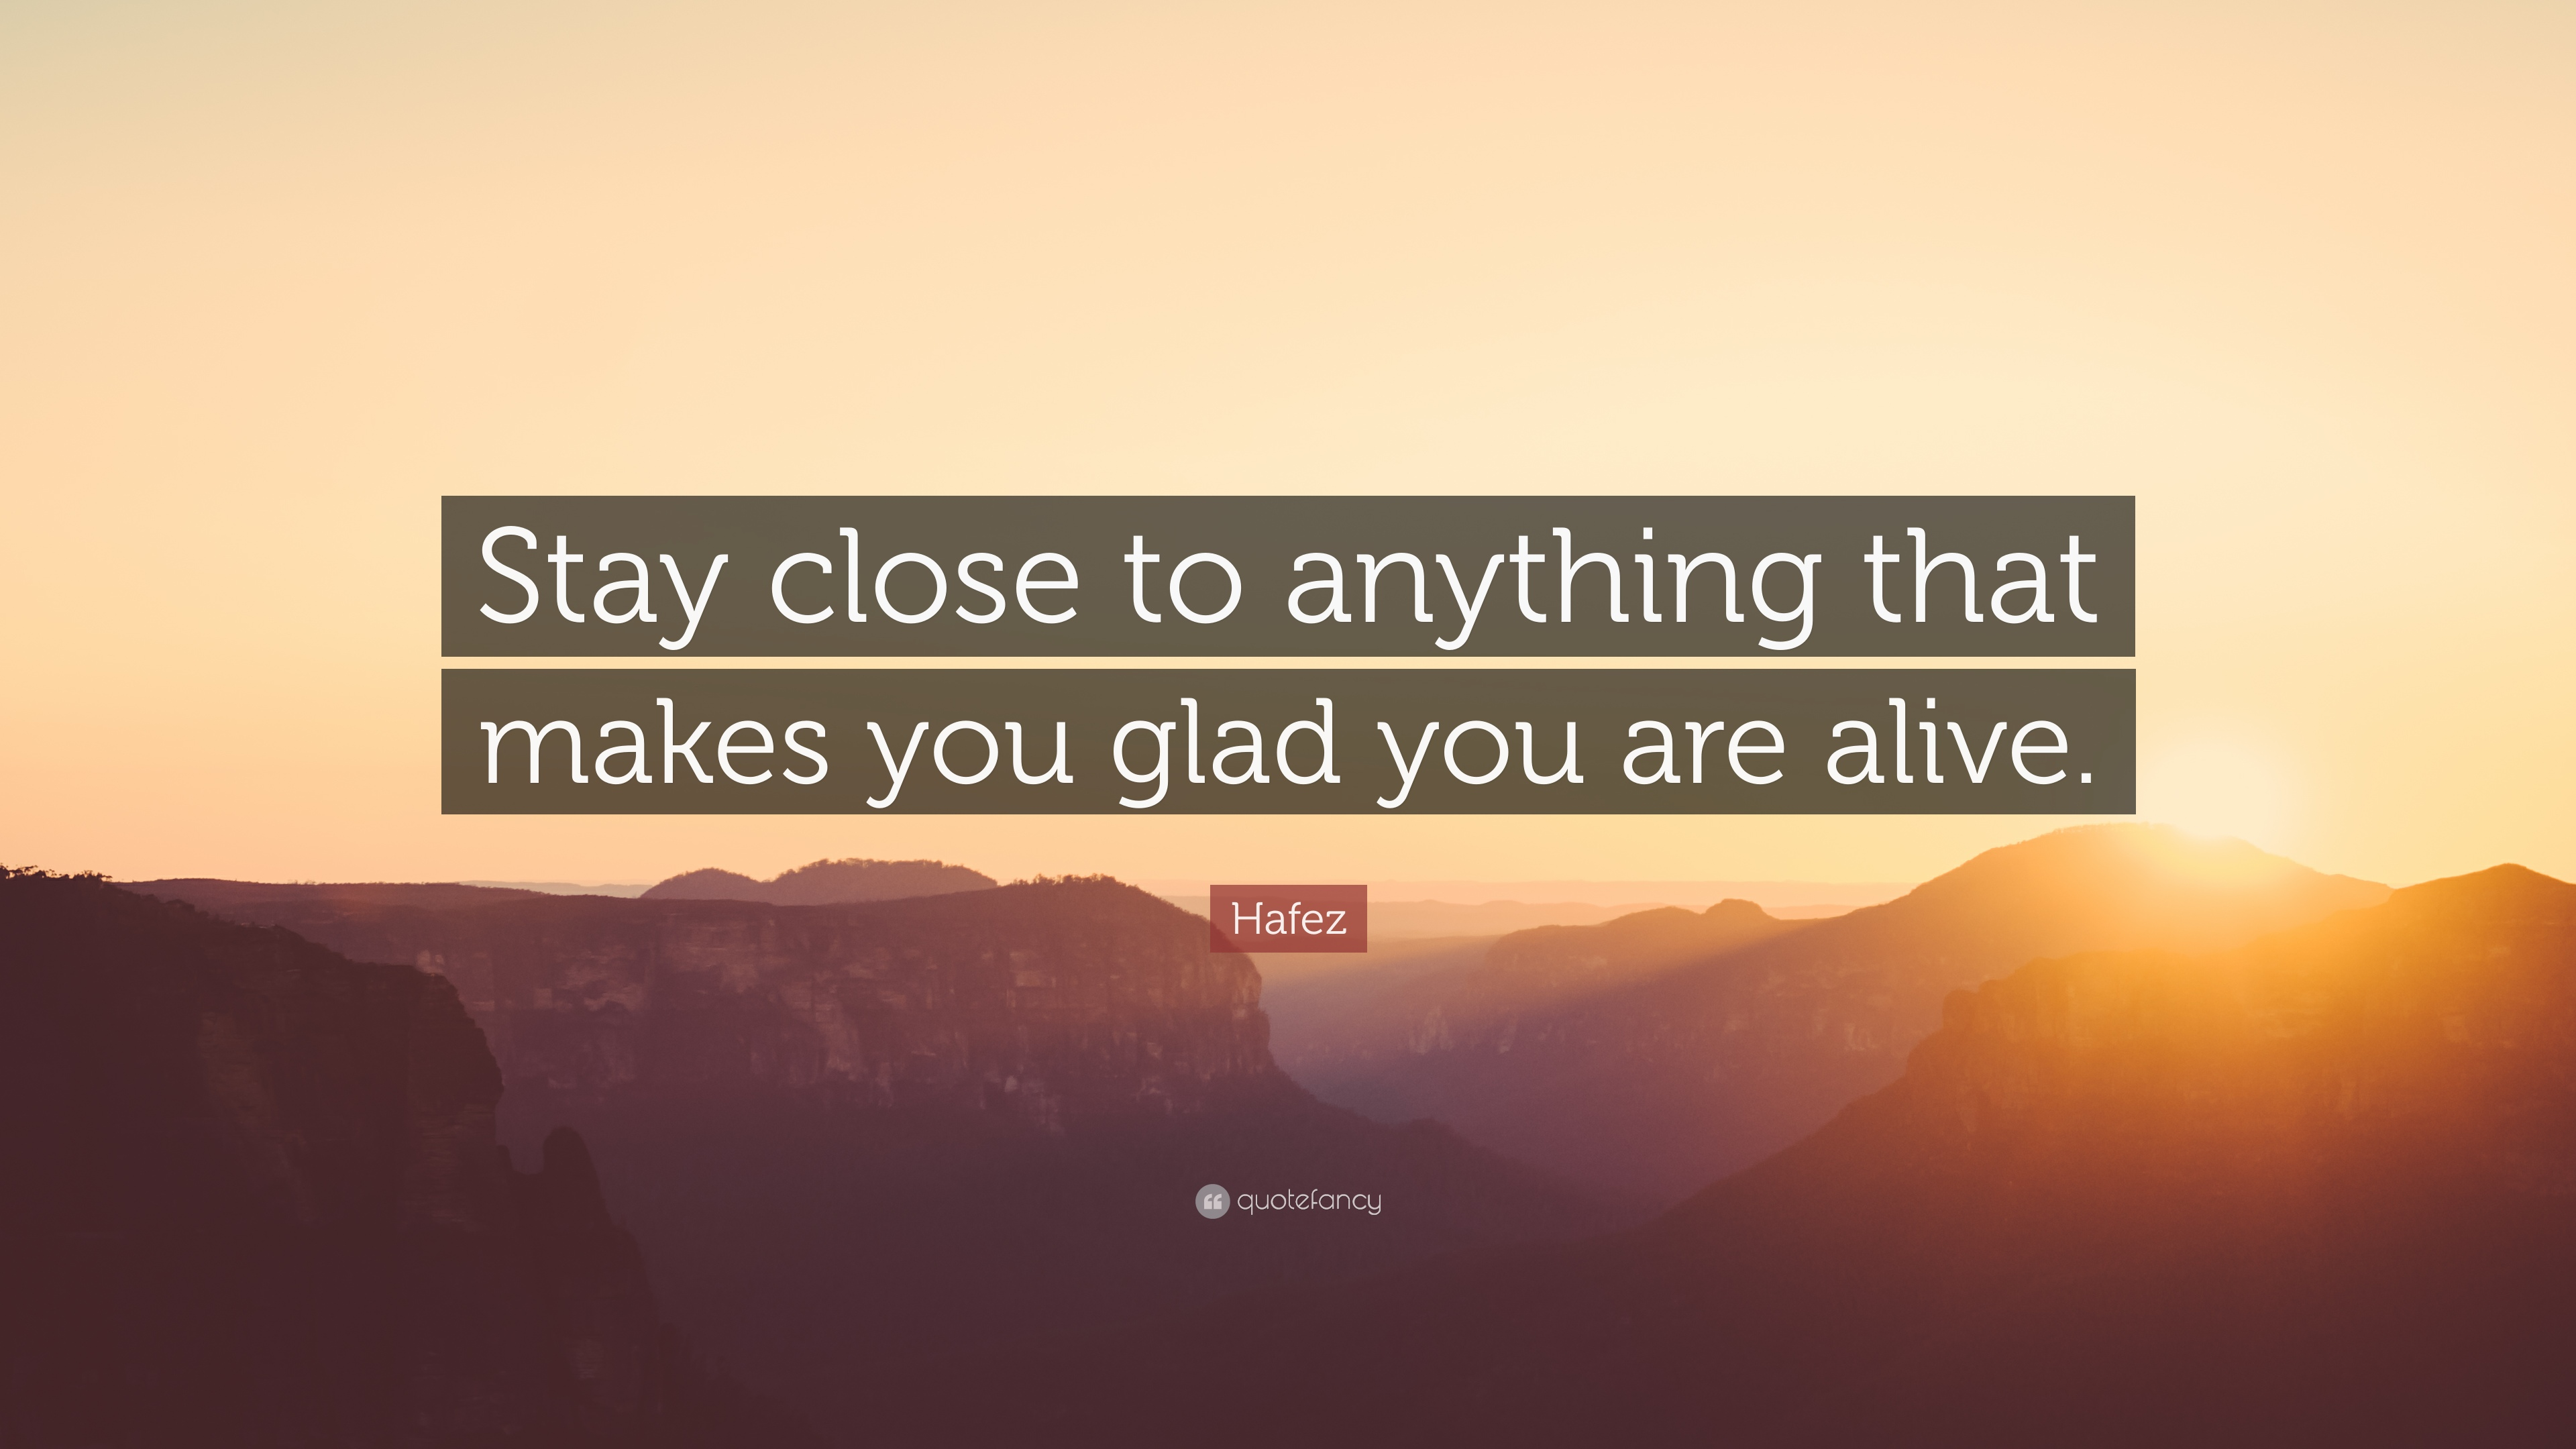 Stay close to anything that
makes you glad you are alive.
Hafez
quotefancy